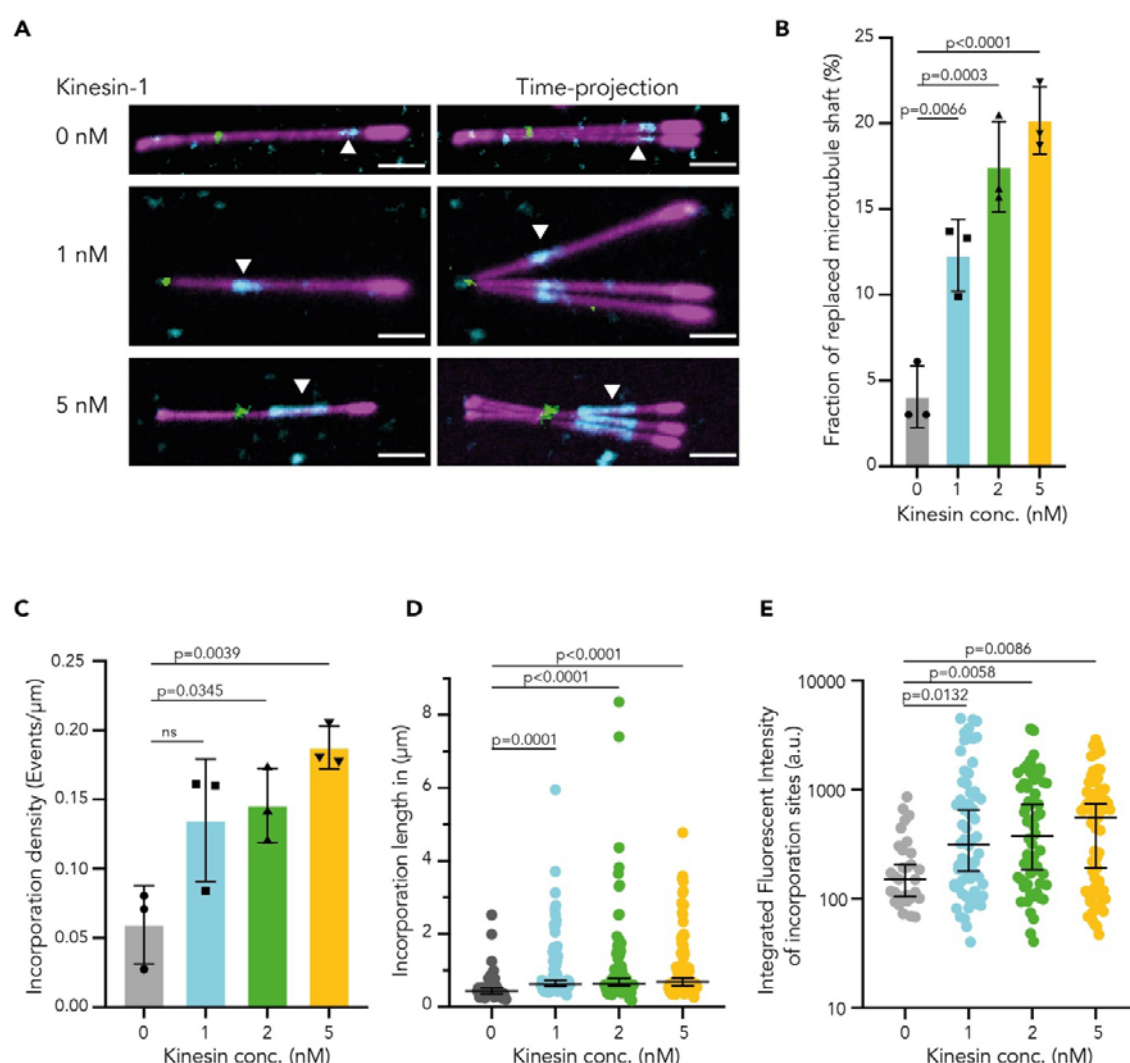 A
Kinesin-1
Time-projection
0 nM
1 nM
5 nM
B
Fraction of replaced microtubule shaft (%)
25
20
15
10
5
0
p<0.0001
p=0.0003
p=0.0066
0 1 2 5
Kinesin conc. (nM)
C
Incorporation density (Events/µm)
0.25
0.20
0.15
0.10
0.05
0.00
p=0.0039
p=0.0345
ns
0 1 2 5
Kinesin conc. (nM)
D
Incorporation length in (µm)
8
6
4
2
0
p<0.0001
p<0.0001
p=0.0001
0 1 2 5
Kinesin conc. (nM)
E
Integrated Fluorescent Intensity
of incorporation sites (a.u.)
10000
1000
100
10
p=0.0086
p=0.0058
p=0.0132
0 1 2 5
Kinesin conc. (nM)